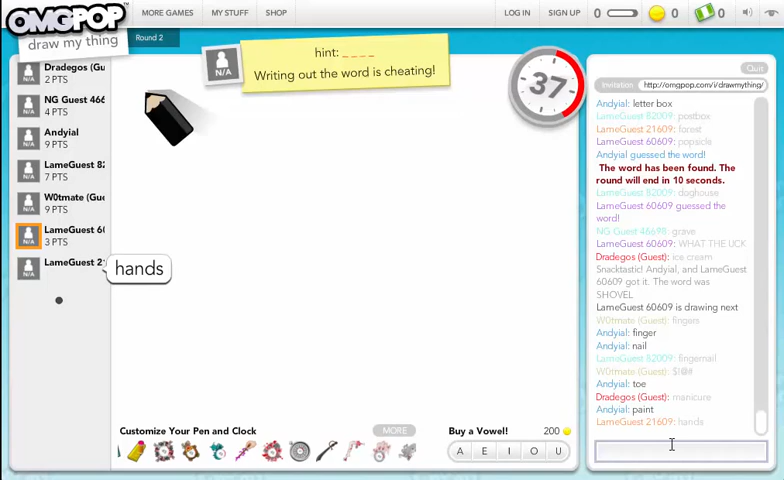 OMGPOP
MORE GAMES
MY STUFF
SHOP
LOG IN
SIGN UP
0
0
0
draw my thing
Round 2
N/A
hint: _ _ _ _
Writing out the word is cheating!
37
Quit
Invitation
http://omgpop.com/i/drawmything/
N/A
Dradegos (Gu
2 PTS
N/A
NG Guest 466
4 PTS
N/A
Andyial
9 PTS
N/A
LameGuest 82
7 PTS
N/A
W0tmate (Gue
9 PTS
N/A
LameGuest 60
3 PTS
N/A
LameGuest 2
hands
Andyial: letter box
LameGuest 82009: postbox
LameGuest 21609: forest
LameGuest 60609: popsicle
Andyial guessed the word!
The word has been found. The
round will end in 10 seconds.
LameGuest 82009: doghouse
LameGuest 60609 guessed the
word!
NG Guest 46698: grave
LameGuest 60609: WHAT THE UCK
Dradegos (Guest): ice cream
Snacktastic! Andyial, and LameGuest
60609 got it. The word was
SHOVEL
LameGuest 60609 is drawing next
W0tmate (Guest): fingers
Andyial: finger
Andyial: nail
LameGuest 82009: fingernail
W0tmate (Guest): $!@#
Andyial: toe
Dradegos (Guest): manicure
Andyial: paint
LameGuest 21609: hands
Customize Your Pen and Clock
MORE
Buy a Vowel!
200
A E I O U